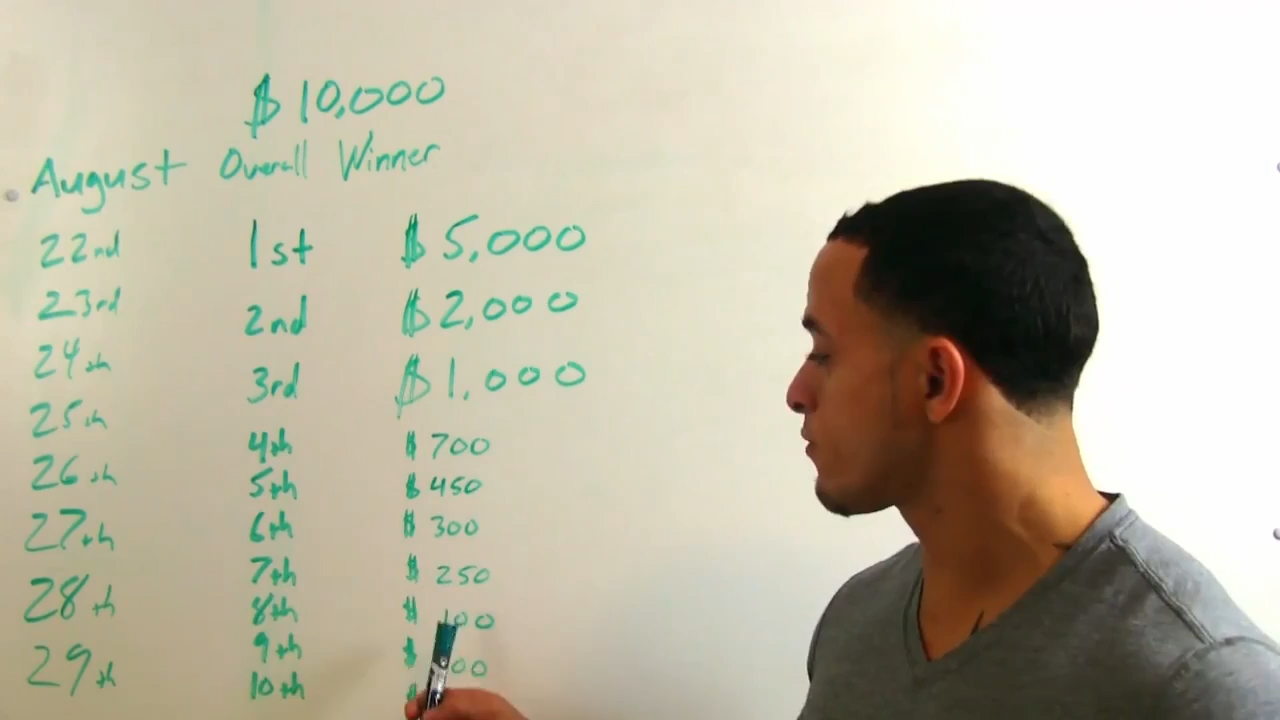 $ 10,000
August Overall Winner
22nd 1st $ 5,000
23rd 2nd $ 2,000
24th 3rd $ 1,000
25th 4th $ 700
26th 5th $ 450
27th 6th $ 300
7th $ 250
28th 8th $ 100
9th $
29th 10th $